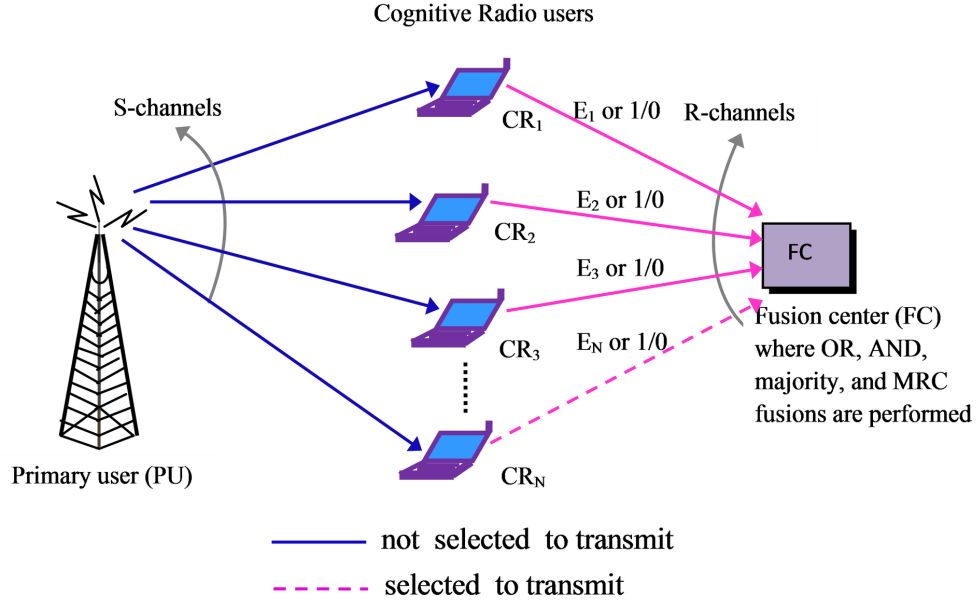 Cognitive Radio users
S-channels
CR₁
E₁ or 1/0
R-channels
CR₂
E₂ or 1/0
FC
CR₃
E₃ or 1/0
Eₙ or 1/0
Fusion center (FC)
where OR, AND,
majority, and MRC
fusions are performed
CRₙ
Primary user (PU)
not selected to transmit
selected to transmit